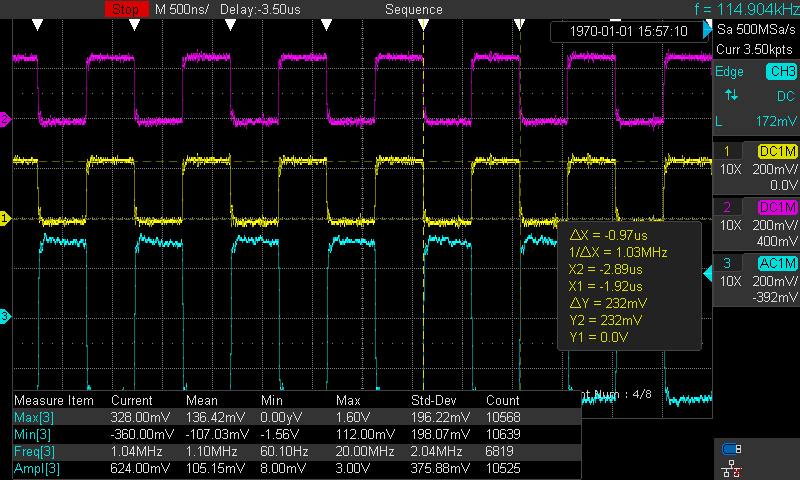 Stop M 500ns/ Delay:-3.50us Sequence f = 114.904kHz
1970-01-01 15:57:10
Sa 500MSa/s
Curr 3.50kpts
Edge CH3
DC
L 172mV
1 DC1M
10X 200mV/
0.0V
2 DC1M
10X 200mV/
400mV
3 AC1M
10X 200mV/
-392mV
2
1
3
ΔX = -0.97us
1/ΔX = 1.03MHz
X2 = -2.89us
X1 = -1.92us
ΔY = 232mV
Y2 = 232mV
Y1 = 0.0V
Num : 4/8
Measure Item Current Mean Min Max Std-Dev Count
Max[3] 328.00mV 136.42mV 0.00yV 1.60V 196.22mV 10568
Min[3] -360.00mV -107.03mV -1.56V 112.00mV 198.07mV 10639
Freq[3] 1.04MHz 1.10MHz 60.10Hz 20.00MHz 2.04MHz 6819
Ampl[3] 624.00mV 105.15mV 8.00mV 3.00V 375.88mV 10525